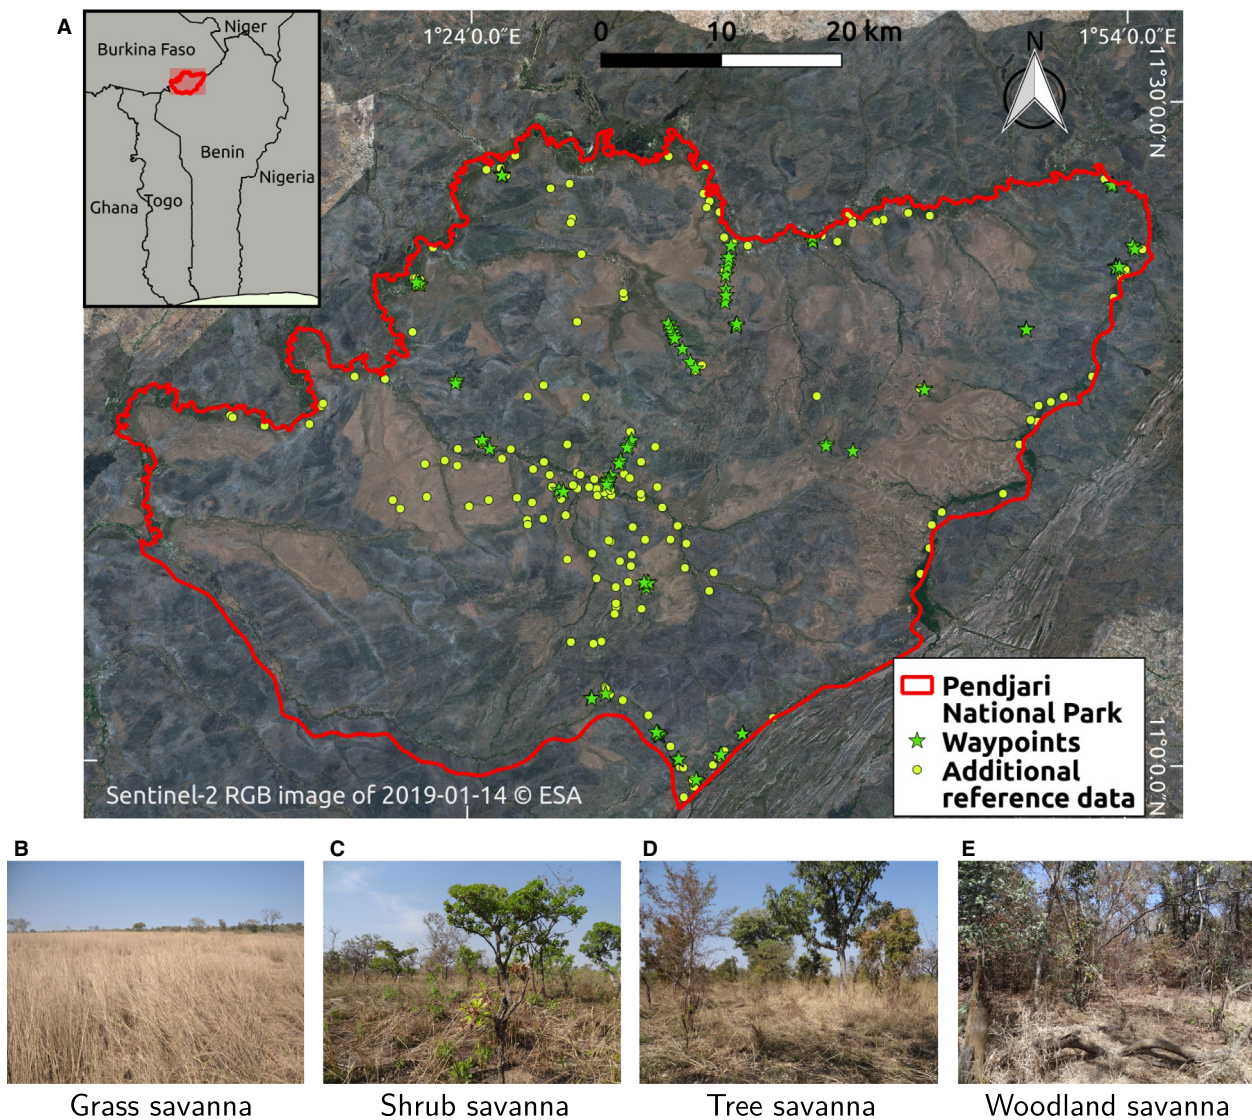 A
Niger
Burkina Faso
Benin
Nigeria
Ghana
Togo
1°24′0.0″E
0 10 20 km
N
1°54′0.0″E
11°30′0.0″N
11°0′0.0″N
Pendjari
National Park
Waypoints
Additional
reference data
Sentinel-2 RGB image of 2019-01-14 © ESA
B C D E
Grass savanna Shrub savanna Tree savanna Woodland savanna